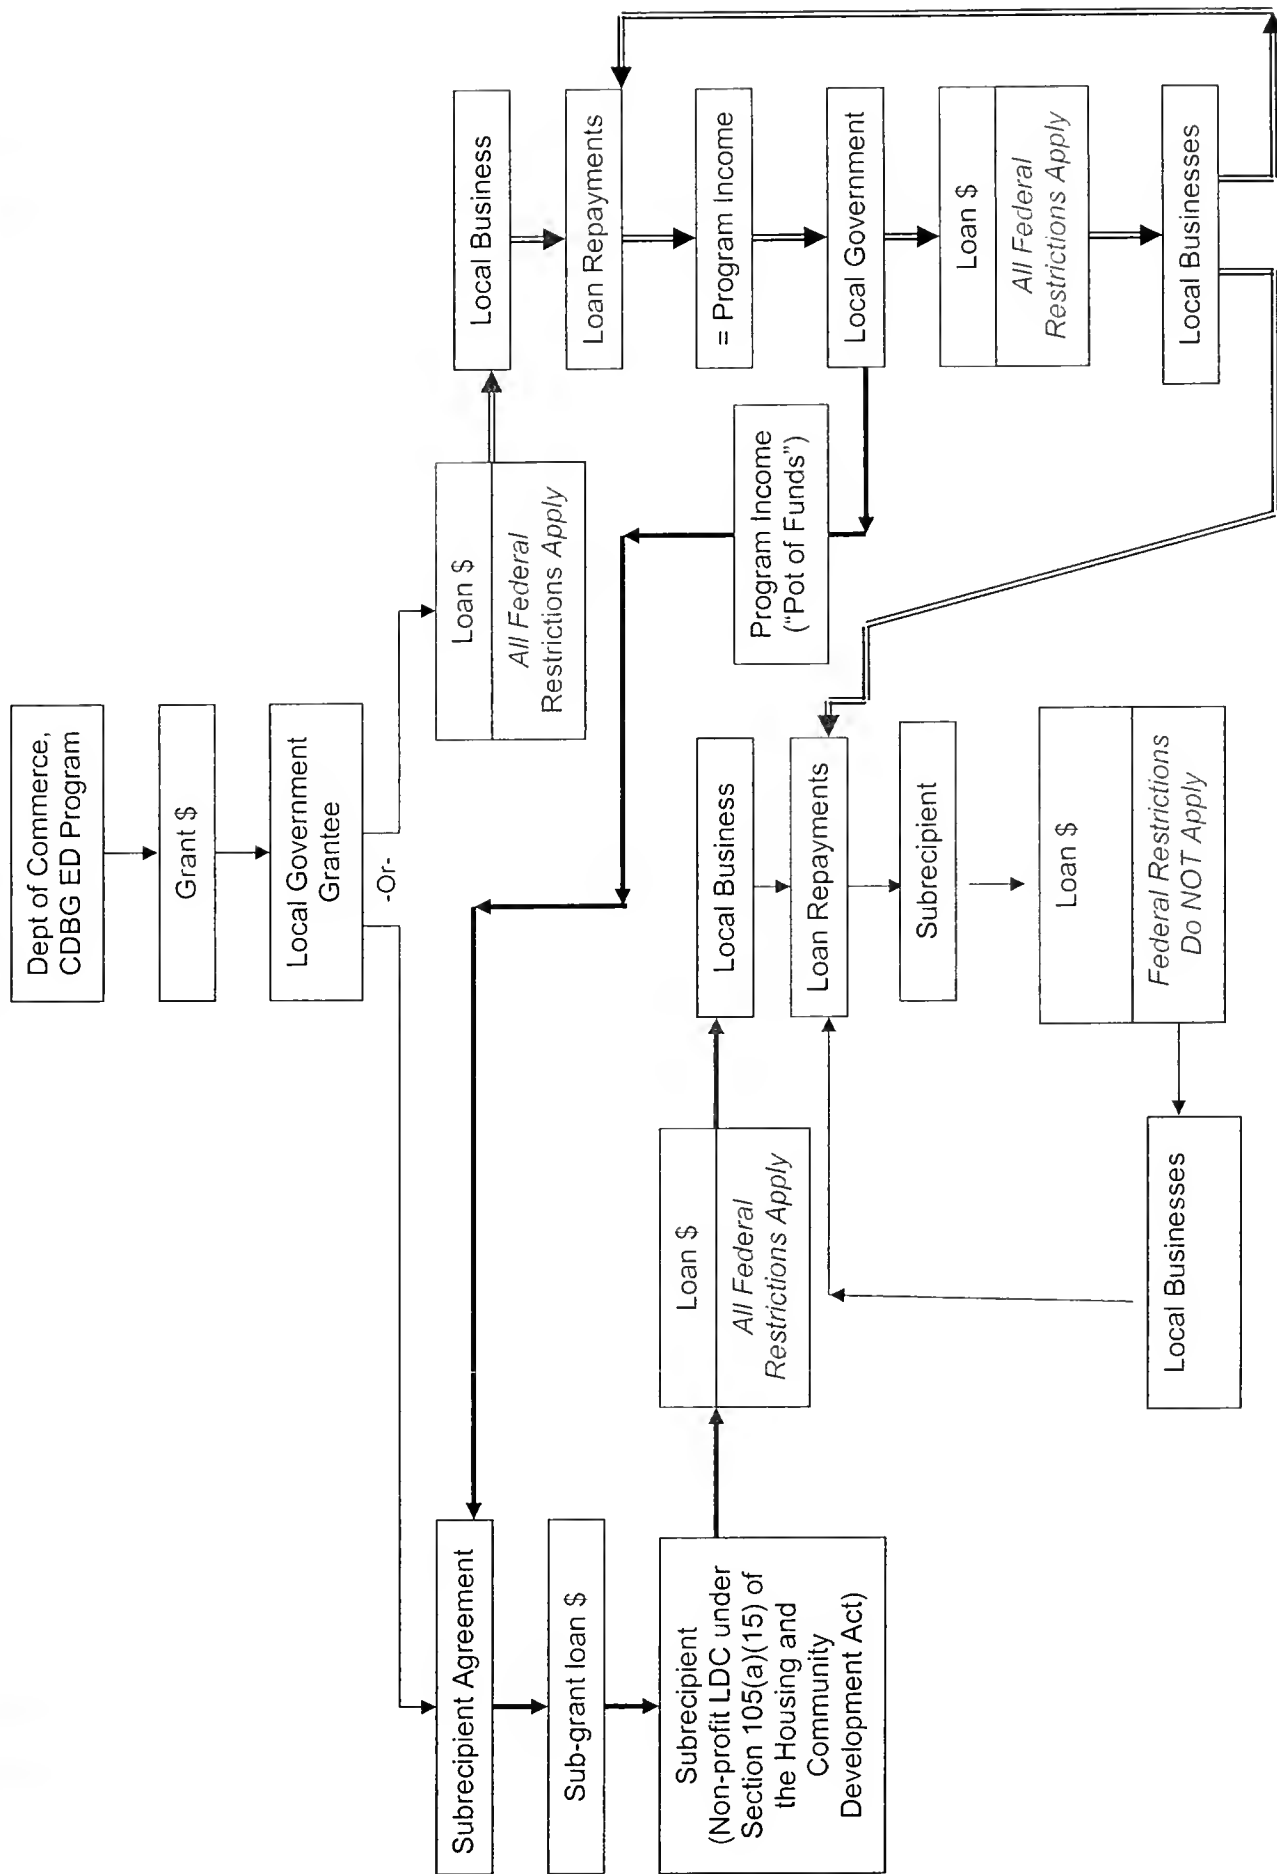 Dept of Commerce,
CDBG ED Program
Grant $
Local Government
Grantee
-Or-
Subrecipient Agreement
Sub-grant loan $
Subrecipient
(Non-profit LDC under
Section 105(a)(15) of
the Housing and
Community
Development Act)
Loan $
All Federal
Restrictions Apply
Local Business
Loan Repayments
Subrecipient
Loan $
Federal Restrictions
Do NOT Apply
Local Businesses
Loan $
All Federal
Restrictions Apply
Local Business
Loan Repayments
= Program Income
Local Government
Program Income
("Pot of Funds")
Loan $
All Federal
Restrictions Apply
Local Businesses